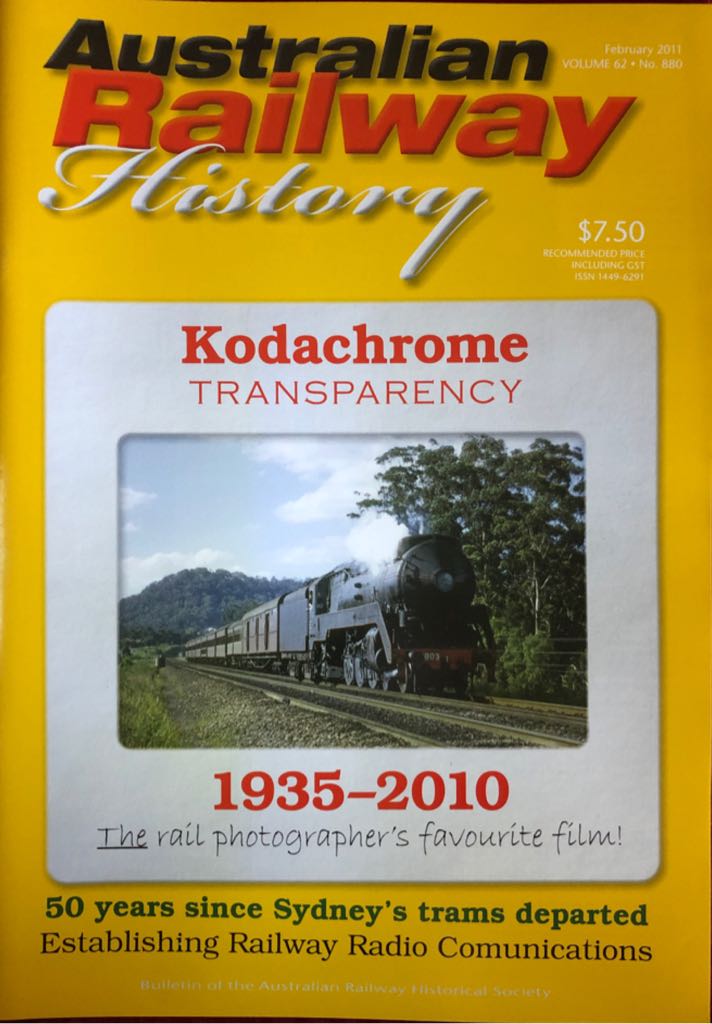 Australian
Railway
History
February 2011
VOLUME 62 • No. 880
$7.50
RECOMMENDED PRICE
INCLUDING GST
ISSN 1449-6291
Kodachrome
TRANSPARENCY
1935–2010
The rail photographer's favourite film!
50 years since Sydney's trams departed
Establishing Railway Radio Comunications
Bulletin of the Australian Railway Historical Society